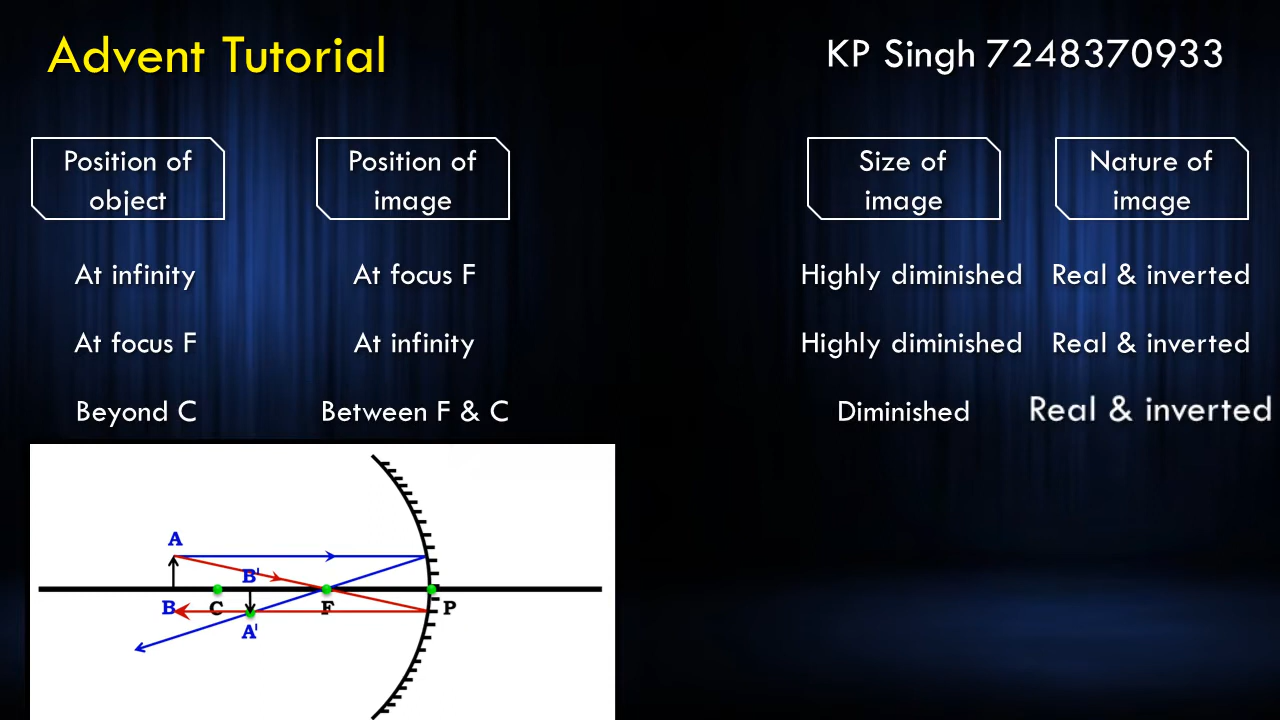 Advent Tutorial
KP Singh 7248370933
Position of
object
Position of
image
Size of
image
Nature of
image
At infinity
At focus F
Highly diminished
Real & inverted
At focus F
At infinity
Highly diminished
Real & inverted
Beyond C
Between F & C
Diminished
Real & inverted
A
B'
B
C
F
P
A'